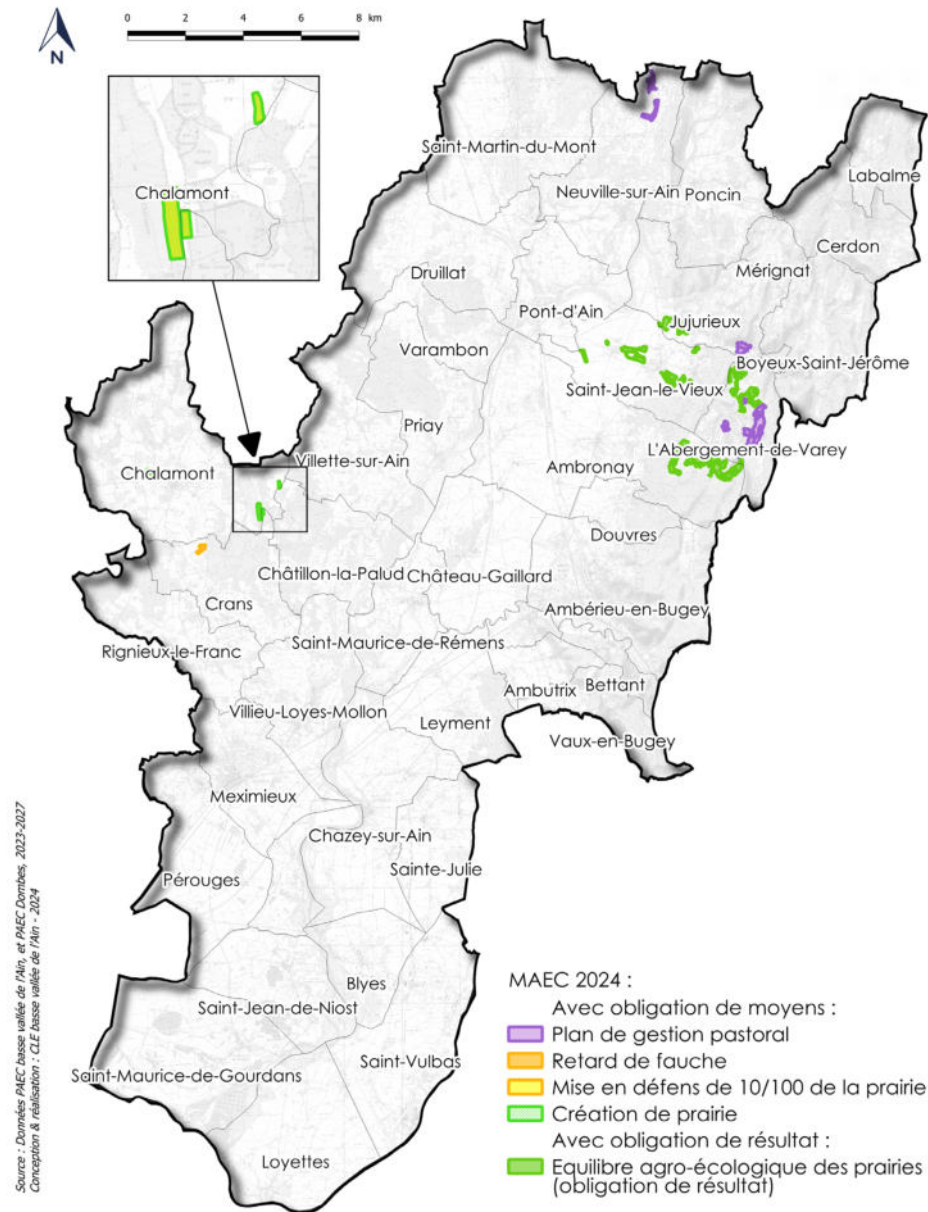 N
0 2 4 6 8 km
Chalamont
Saint-Martin-du-Mont
Neuville-sur-Ain
Poncin
Labalme
Cerdon
Mérignat
Druillat
Pont-d'Ain
Jujurieux
Varambon
Boyeux-Saint-Jérôme
Saint-Jean-le-Vieux
Priay
L'Abergement-de-Varey
Villette-sur-Ain
Chalamont
Ambronay
Douvres
Châtillon-la-Palud
Château-Gaillard
Crans
Ambérieu-en-Bugey
Saint-Maurice-de-Rémens
Rignieux-le-Franc
Ambutrix
Bettant
Villieu-Loyes-Mollon
Leyment
Vaux-en-Bugey
Meximieux
Chazey-sur-Ain
Sainte-Julie
Pérouges
Blyes
Saint-Jean-de-Niost
Saint-Vulbas
Saint-Maurice-de-Gourdans
Loyettes
MAEC 2024 :
Avec obligation de moyens :
Plan de gestion pastoral
Retard de fauche
Mise en défens de 10/100 de la prairie
Création de prairie
Avec obligation de résultat :
Equilibre agro-écologique des prairies
(obligation de résultat)
Source : Données PAEC basse vallée de l'Ain, et PAEC Dombes, 2023-2027
Conception & réalisation : CLE basse vallée de l'Ain - 2024